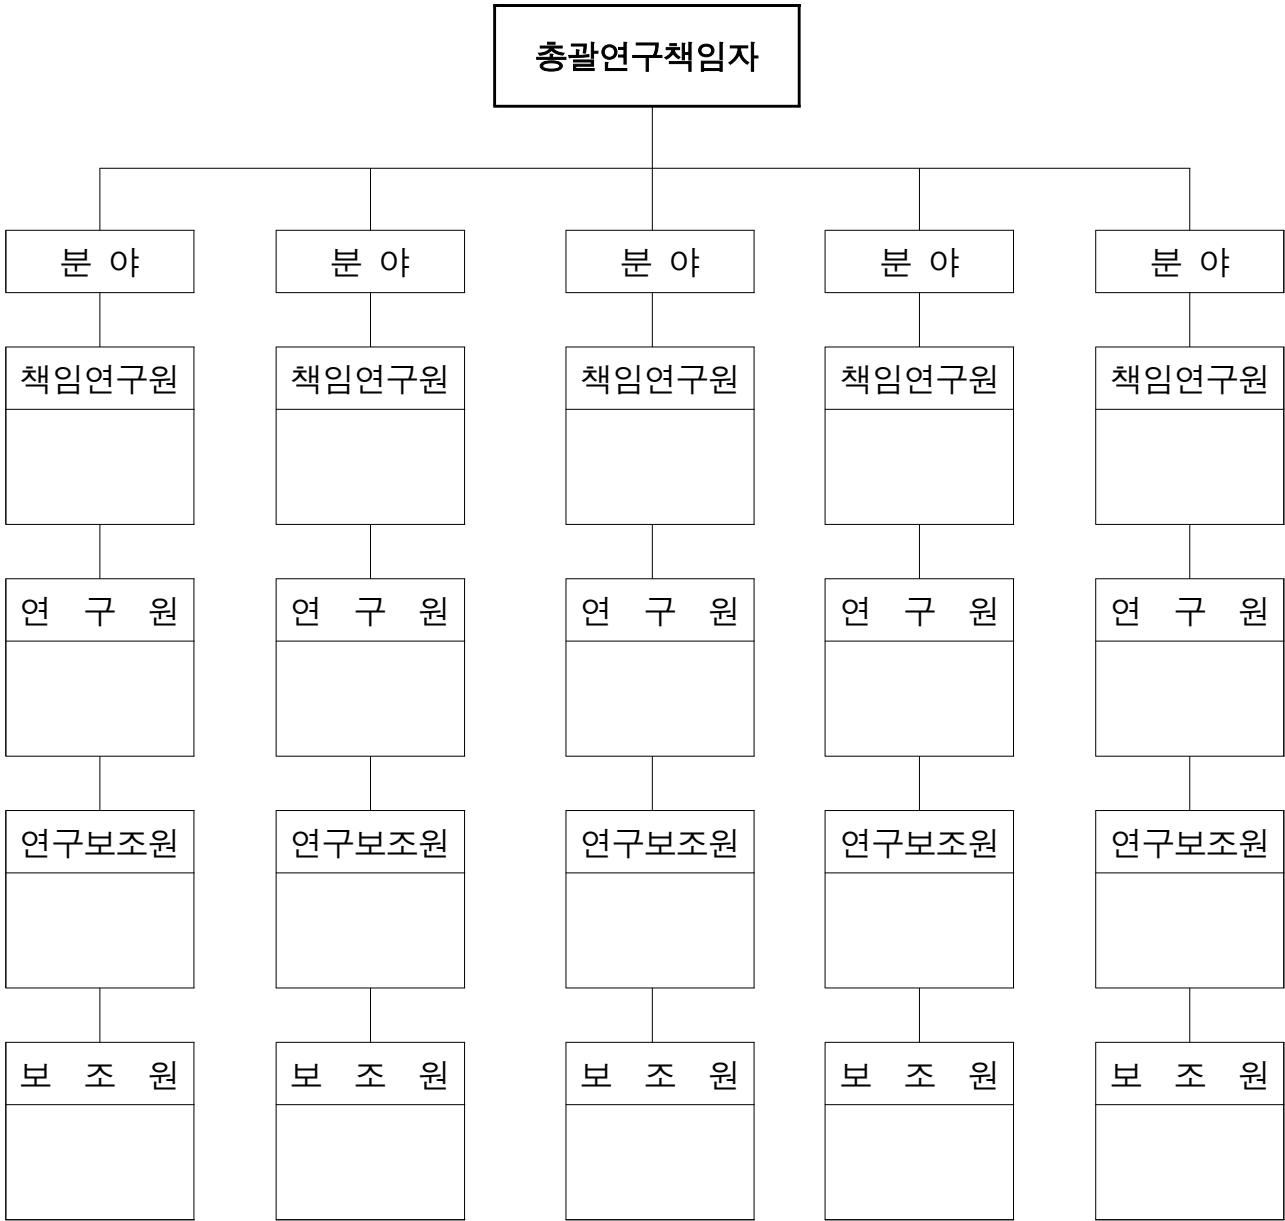 총괄연구책임자
분 야 분 야 분 야 분 야 분 야
책임연구원 책임연구원 책임연구원 책임연구원 책임연구원
연 구 원 연 구 원 연 구 원 연 구 원 연 구 원
연구보조원 연구보조원 연구보조원 연구보조원 연구보조원
보 조 원 보 조 원 보 조 원 보 조 원 보 조 원